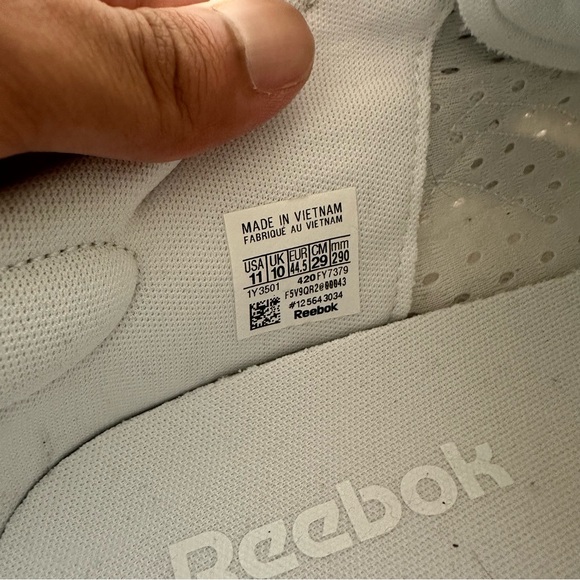 MADE IN VIETNAM
FABRIQUÉ AU VIETNAM
USA UK EUR CM mm
11 10 44.5 29 290
1Y3501 420 FY7379
F5V9QR2@00043
#125643034
Reebok
Reebok